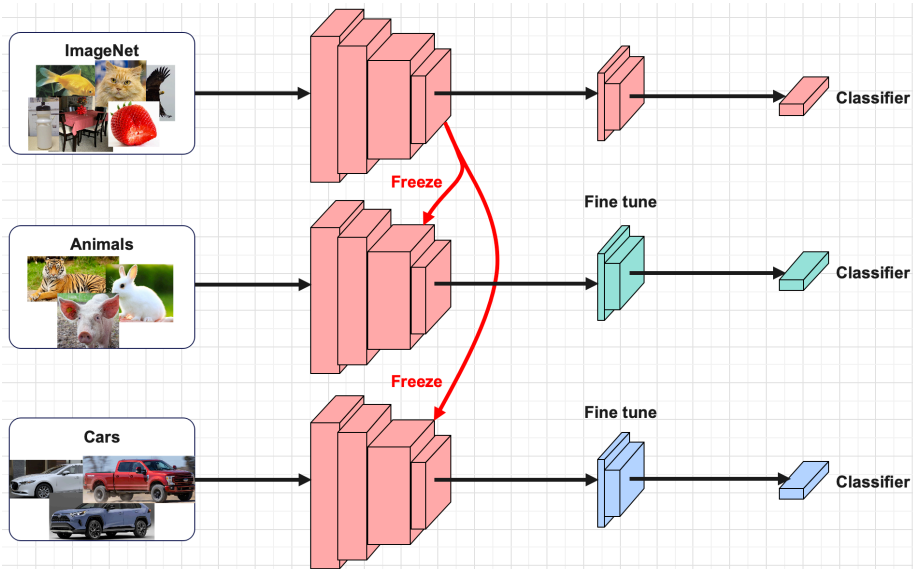 ImageNet
Classifier
Freeze
Fine tune
Animals
Classifier
Freeze
Fine tune
Cars
Classifier